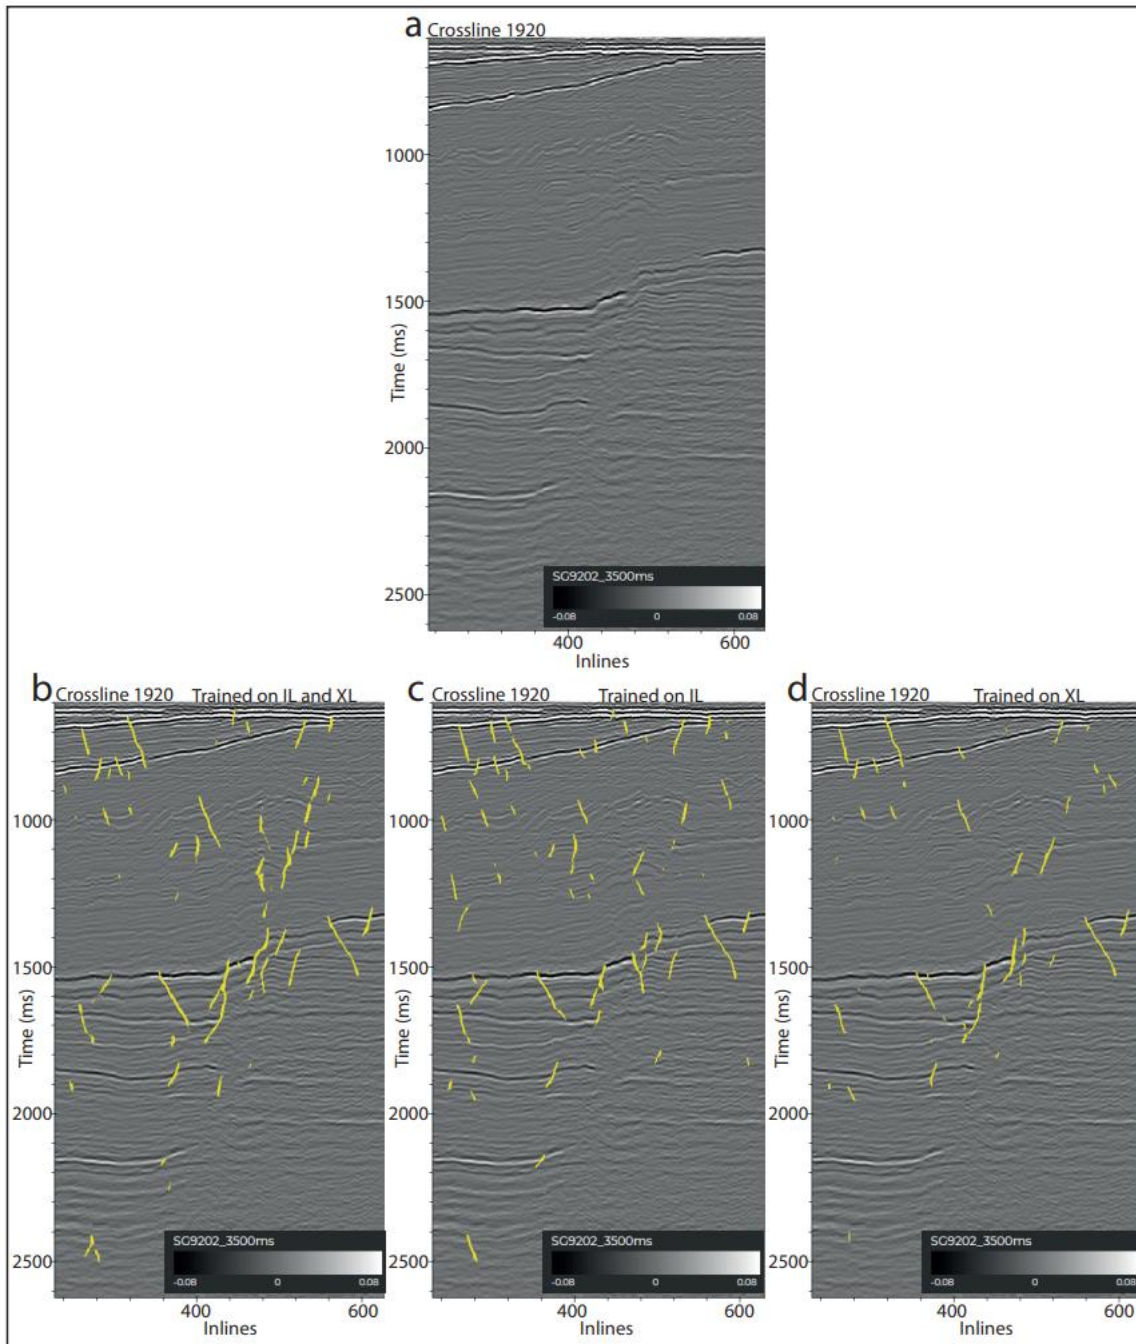 a Crossline 1920
1000
1500
2000
2500
Time (ms)
SG9202_3500ms
-0.08 0 0.08
400 600
Inlines
b Crossline 1920 Trained on IL and XL
1000
1500
2000
2500
Time (ms)
SG9202_3500ms
-0.08 0 0.08
400 600
Inlines
c Crossline 1920 Trained on IL
1000
1500
2000
2500
Time (ms)
SG9202_3500ms
-0.08 0 0.08
400 600
Inlines
d Crossline 1920 Trained on XL
1000
1500
2000
2500
Time (ms)
SG9202_3500ms
-0.08 0 0.08
400 600
Inlines